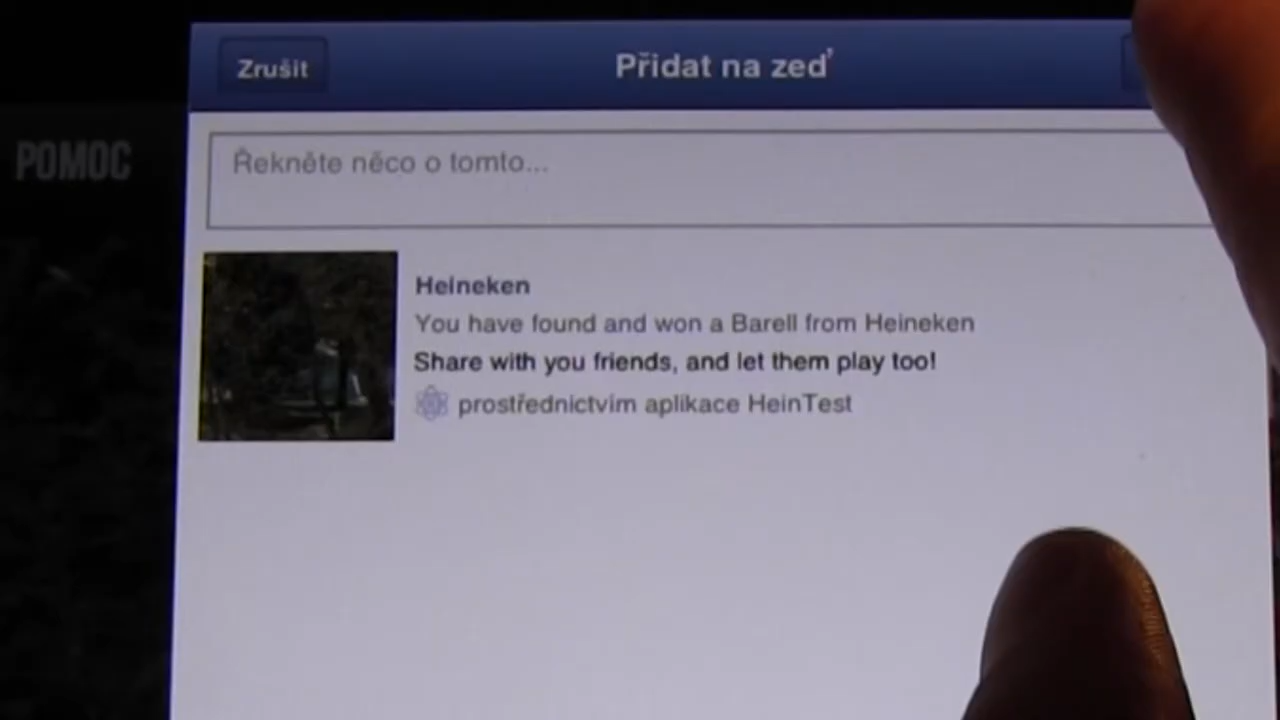 Zrušit
Přidat na zeď
POMOC
Řekněte něco o tomto...
Heineken
You have found and won a Barell from Heineken
Share with you friends, and let them play too!
prostřednictvím aplikace HeinTest